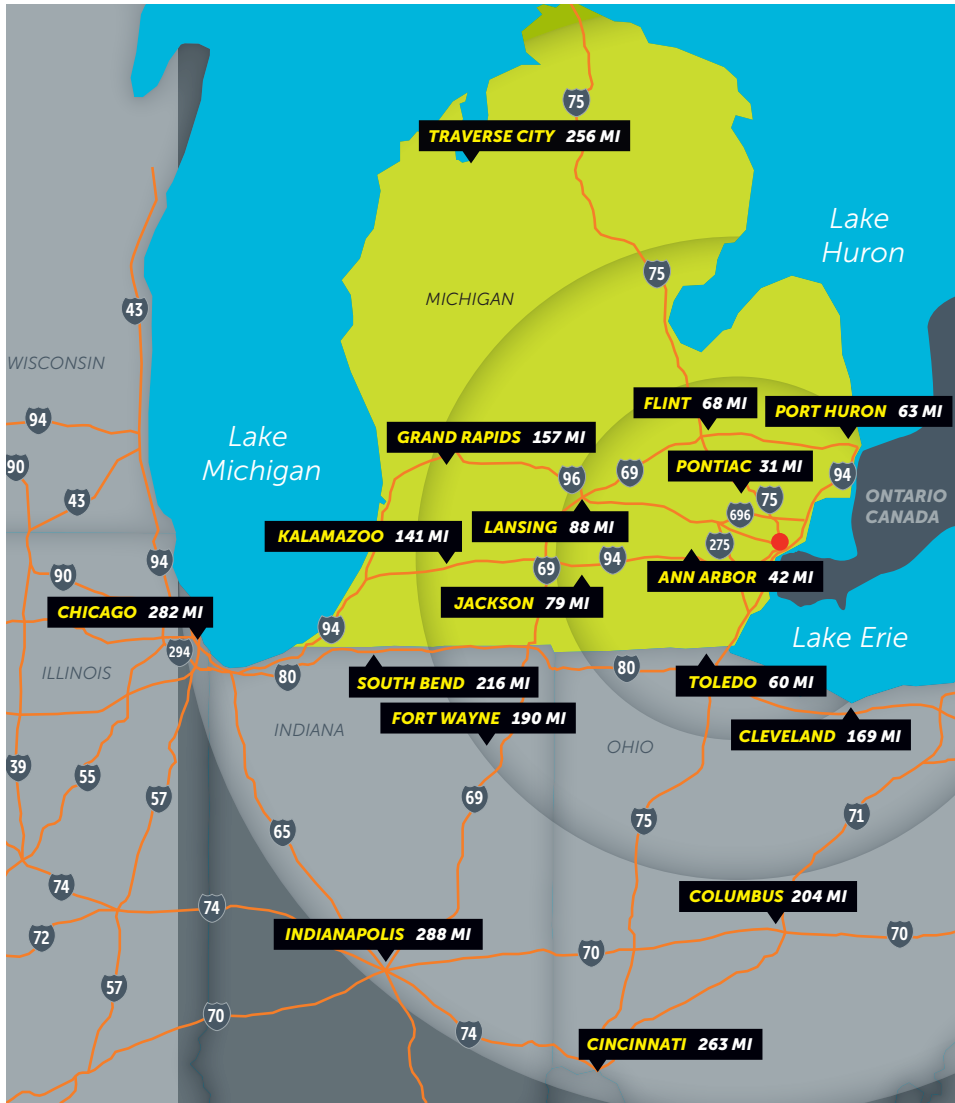 75
TRAVERSE CITY 256 MI
Lake
Huron
75
MICHIGAN
43
WISCONSIN
FLINT 68 MI
PORT HURON 63 MI
94
Lake
Michigan
GRAND RAPIDS 157 MI
90
96
69
PONTIAC 31 MI
94
43
75
ONTARIO
CANADA
696
LANSING 88 MI
KALAMAZOO 141 MI
275
94
69
94
90
ANN ARBOR 42 MI
JACKSON 79 MI
CHICAGO 282 MI
94
Lake Erie
294
ILLINOIS
80
80
SOUTH BEND 216 MI
TOLEDO 60 MI
FORT WAYNE 190 MI
INDIANA
OHIO
CLEVELAND 169 MI
39
55
57
69
65
75
71
74
74
COLUMBUS 204 MI
72
INDIANAPOLIS 288 MI
70
70
57
70
74
CINCINNATI 263 MI